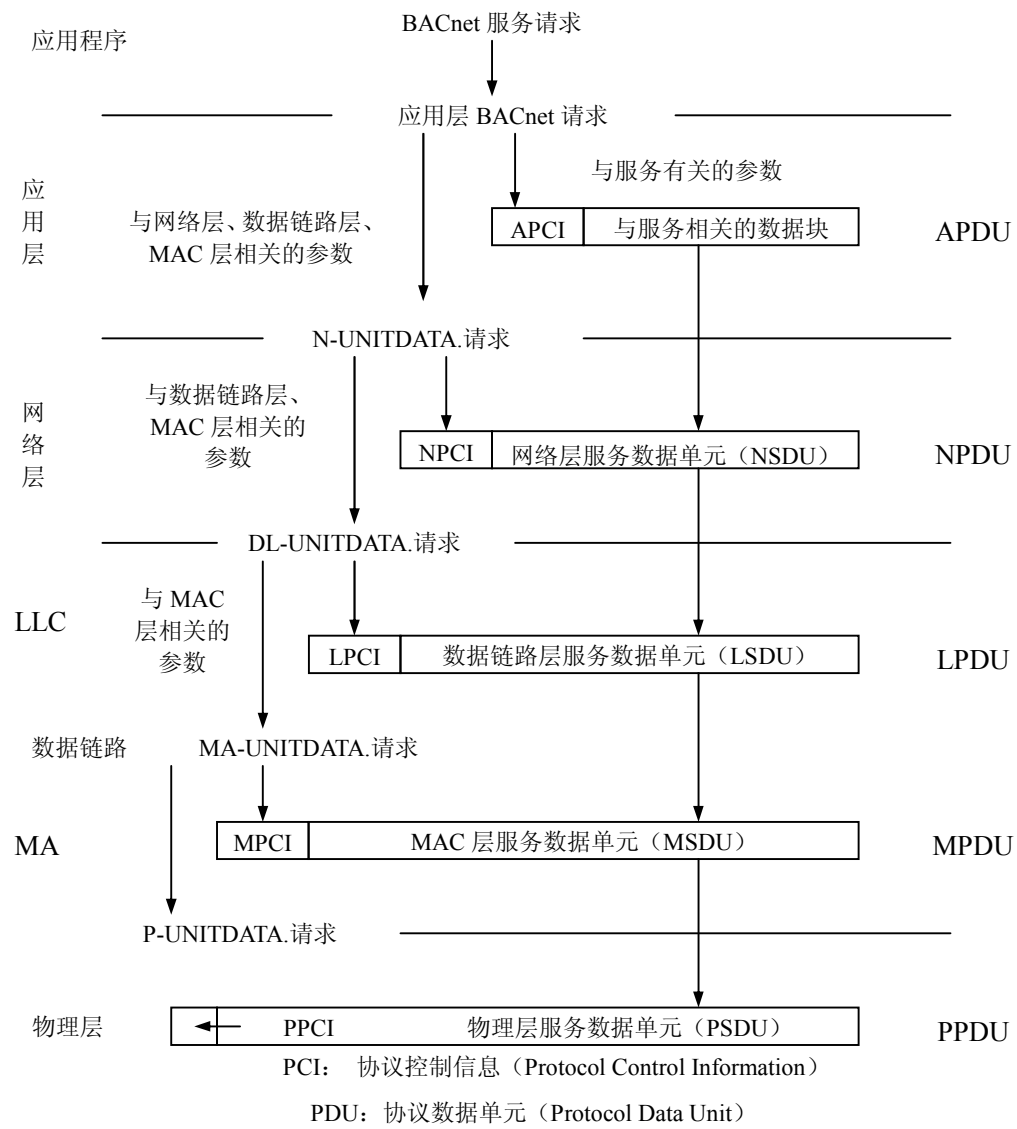 应用程序
BACnet 服务请求
应用层 BACnet 请求
应
用
层
与网络层、数据链路层、
MAC 层相关的参数
与服务有关的参数
APCI
与服务相关的数据块
APDU
N-UNITDATA.请求
网
络
层
与数据链路层、
MAC 层相关的
参数
NPCI
网络层服务数据单元（NSDU）
NPDU
DL-UNITDATA.请求
LLC
与 MAC
层相关的
参数
LPCI
数据链路层服务数据单元（LSDU）
LPDU
数据链路
MA-UNITDATA.请求
MA
MPCI
MAC 层服务数据单元（MSDU）
MPDU
P-UNITDATA.请求
物理层
PPCI
物理层服务数据单元（PSDU）
PPDU
PCI： 协议控制信息（Protocol Control Information）
PDU：协议数据单元（Protocol Data Unit）